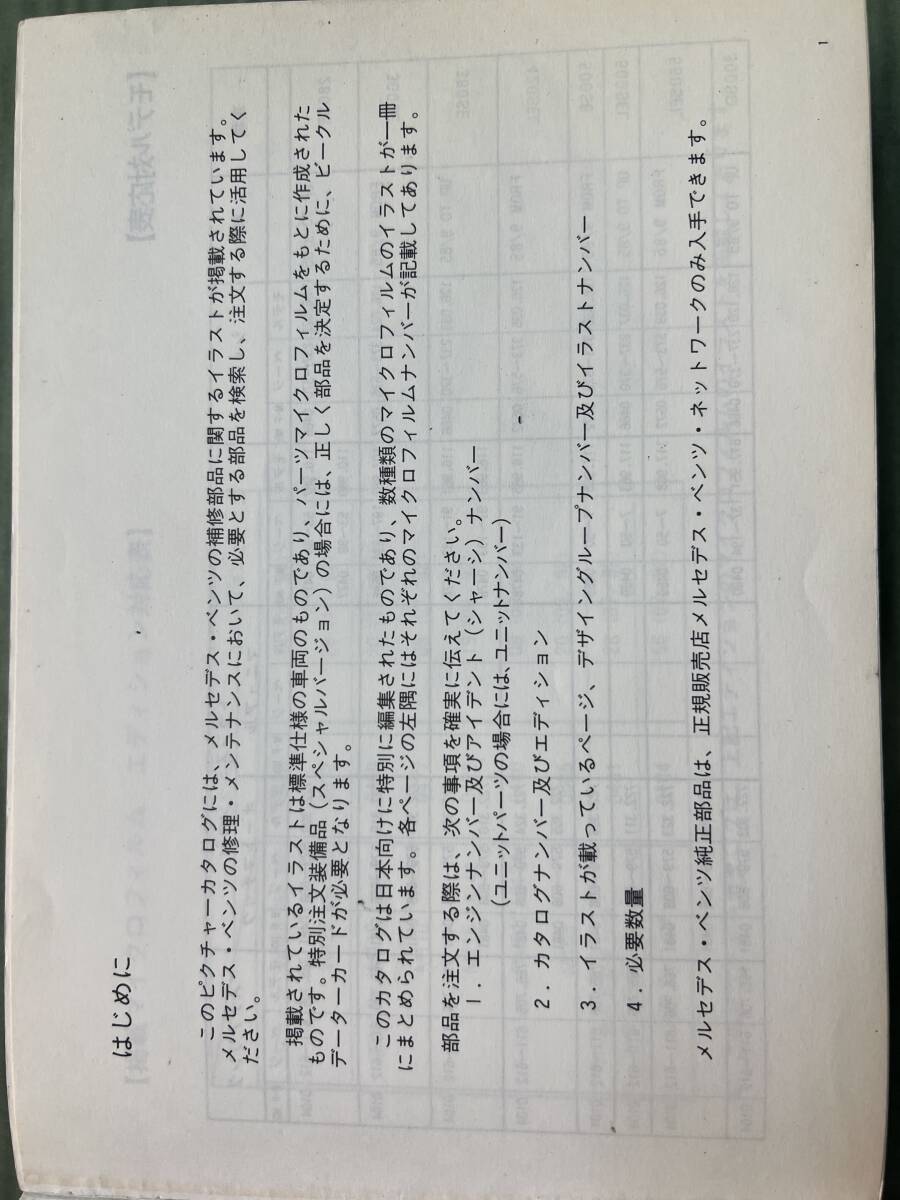 はじめに
このピクチャーカタログには、メルセデス・ベンツの補修部品に関するイラストが掲載されています。
メルセデス・ベンツの修理・メンテナンスにおいて、必要とする部品を検索し、注文する際に活用してく
ださい。
掲載されているイラストは標準仕様の車両のものであり、パーツマイクロフィルムをもとに作成された
ものです。特別注文装備品（スペシャルバージョン）の場合には、正しく部品を決定するために、ビークル
データーカードが必要となります。
このカタログは日本向けに特別に編集されたものであり、数種類のマイクロフィルムのイラストが一冊
にまとめられています。各ページの左隅にはそれぞれのマイクロフィルムナンバーが記載してあります。
部品を注文する際は、次の事項を確実に伝えてください。
1．エンジンナンバー及びアイデント（シャーシ）ナンバー
（ユニットパーツの場合には、ユニットナンバー）
2．カタログナンバー及びエディション
3．イラストが載っているページ、デザイングループナンバー及びイラストナンバー
4．必要数量
メルセデス・ベンツ純正部品は、正規販売店メルセデス・ベンツ・ネットワークのみ入手できます。
1